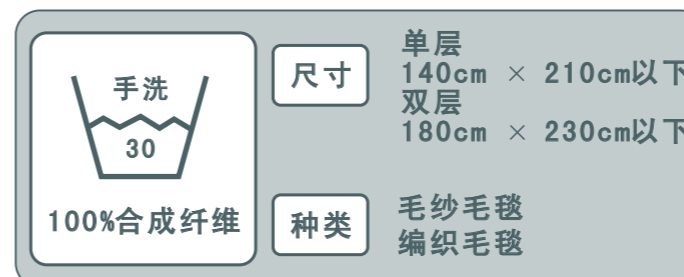 手洗
30
100%合成纤维
尺寸
单层
140cm × 210cm以下
双层
180cm × 230cm以下
种类
毛纱毛毯
编织毛毯